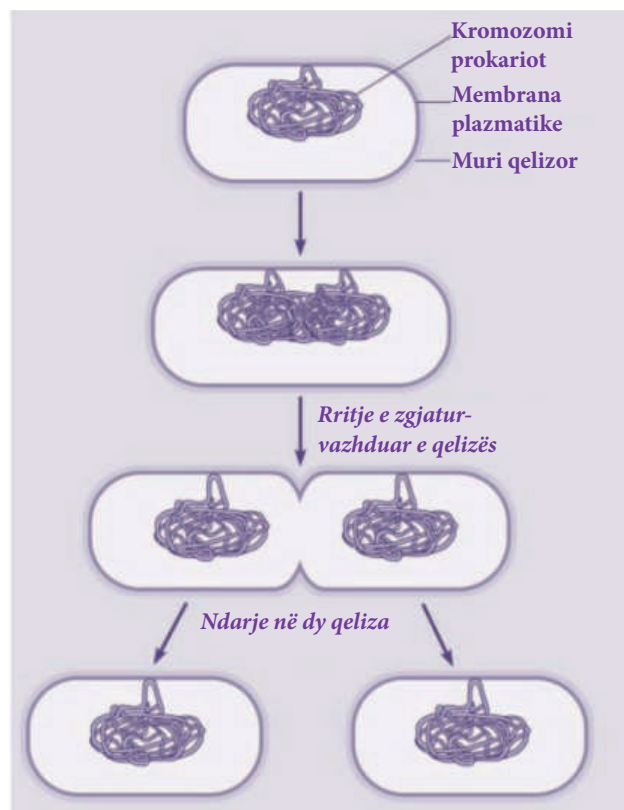 Kromozomi
prokariot
Membrana
plazmatike
Muri qelizor
Rritje e zgjatur-
vazhduar e qelizës
Ndarje në dy qeliza